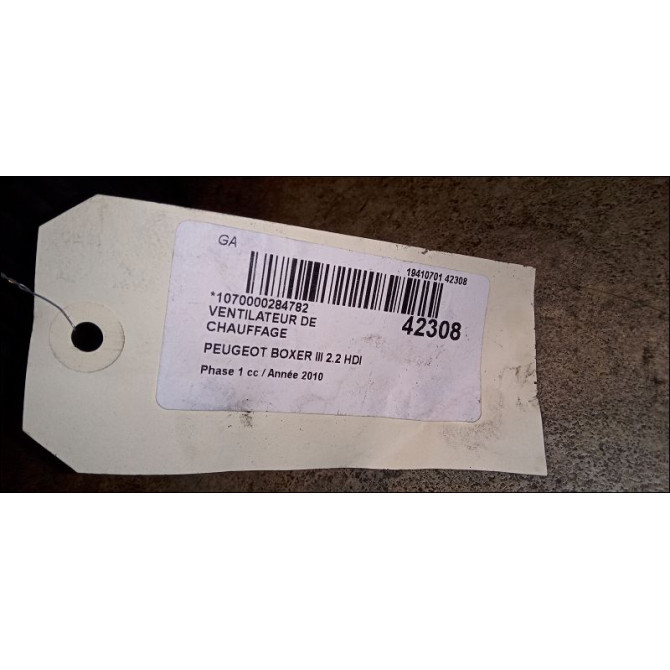 GA
19410701 42308
*1070000284782
42308
VENTILATEUR DE
CHAUFFAGE
PEUGEOT BOXER III 2.2 HDI
Phase 1 cc / Année 2010